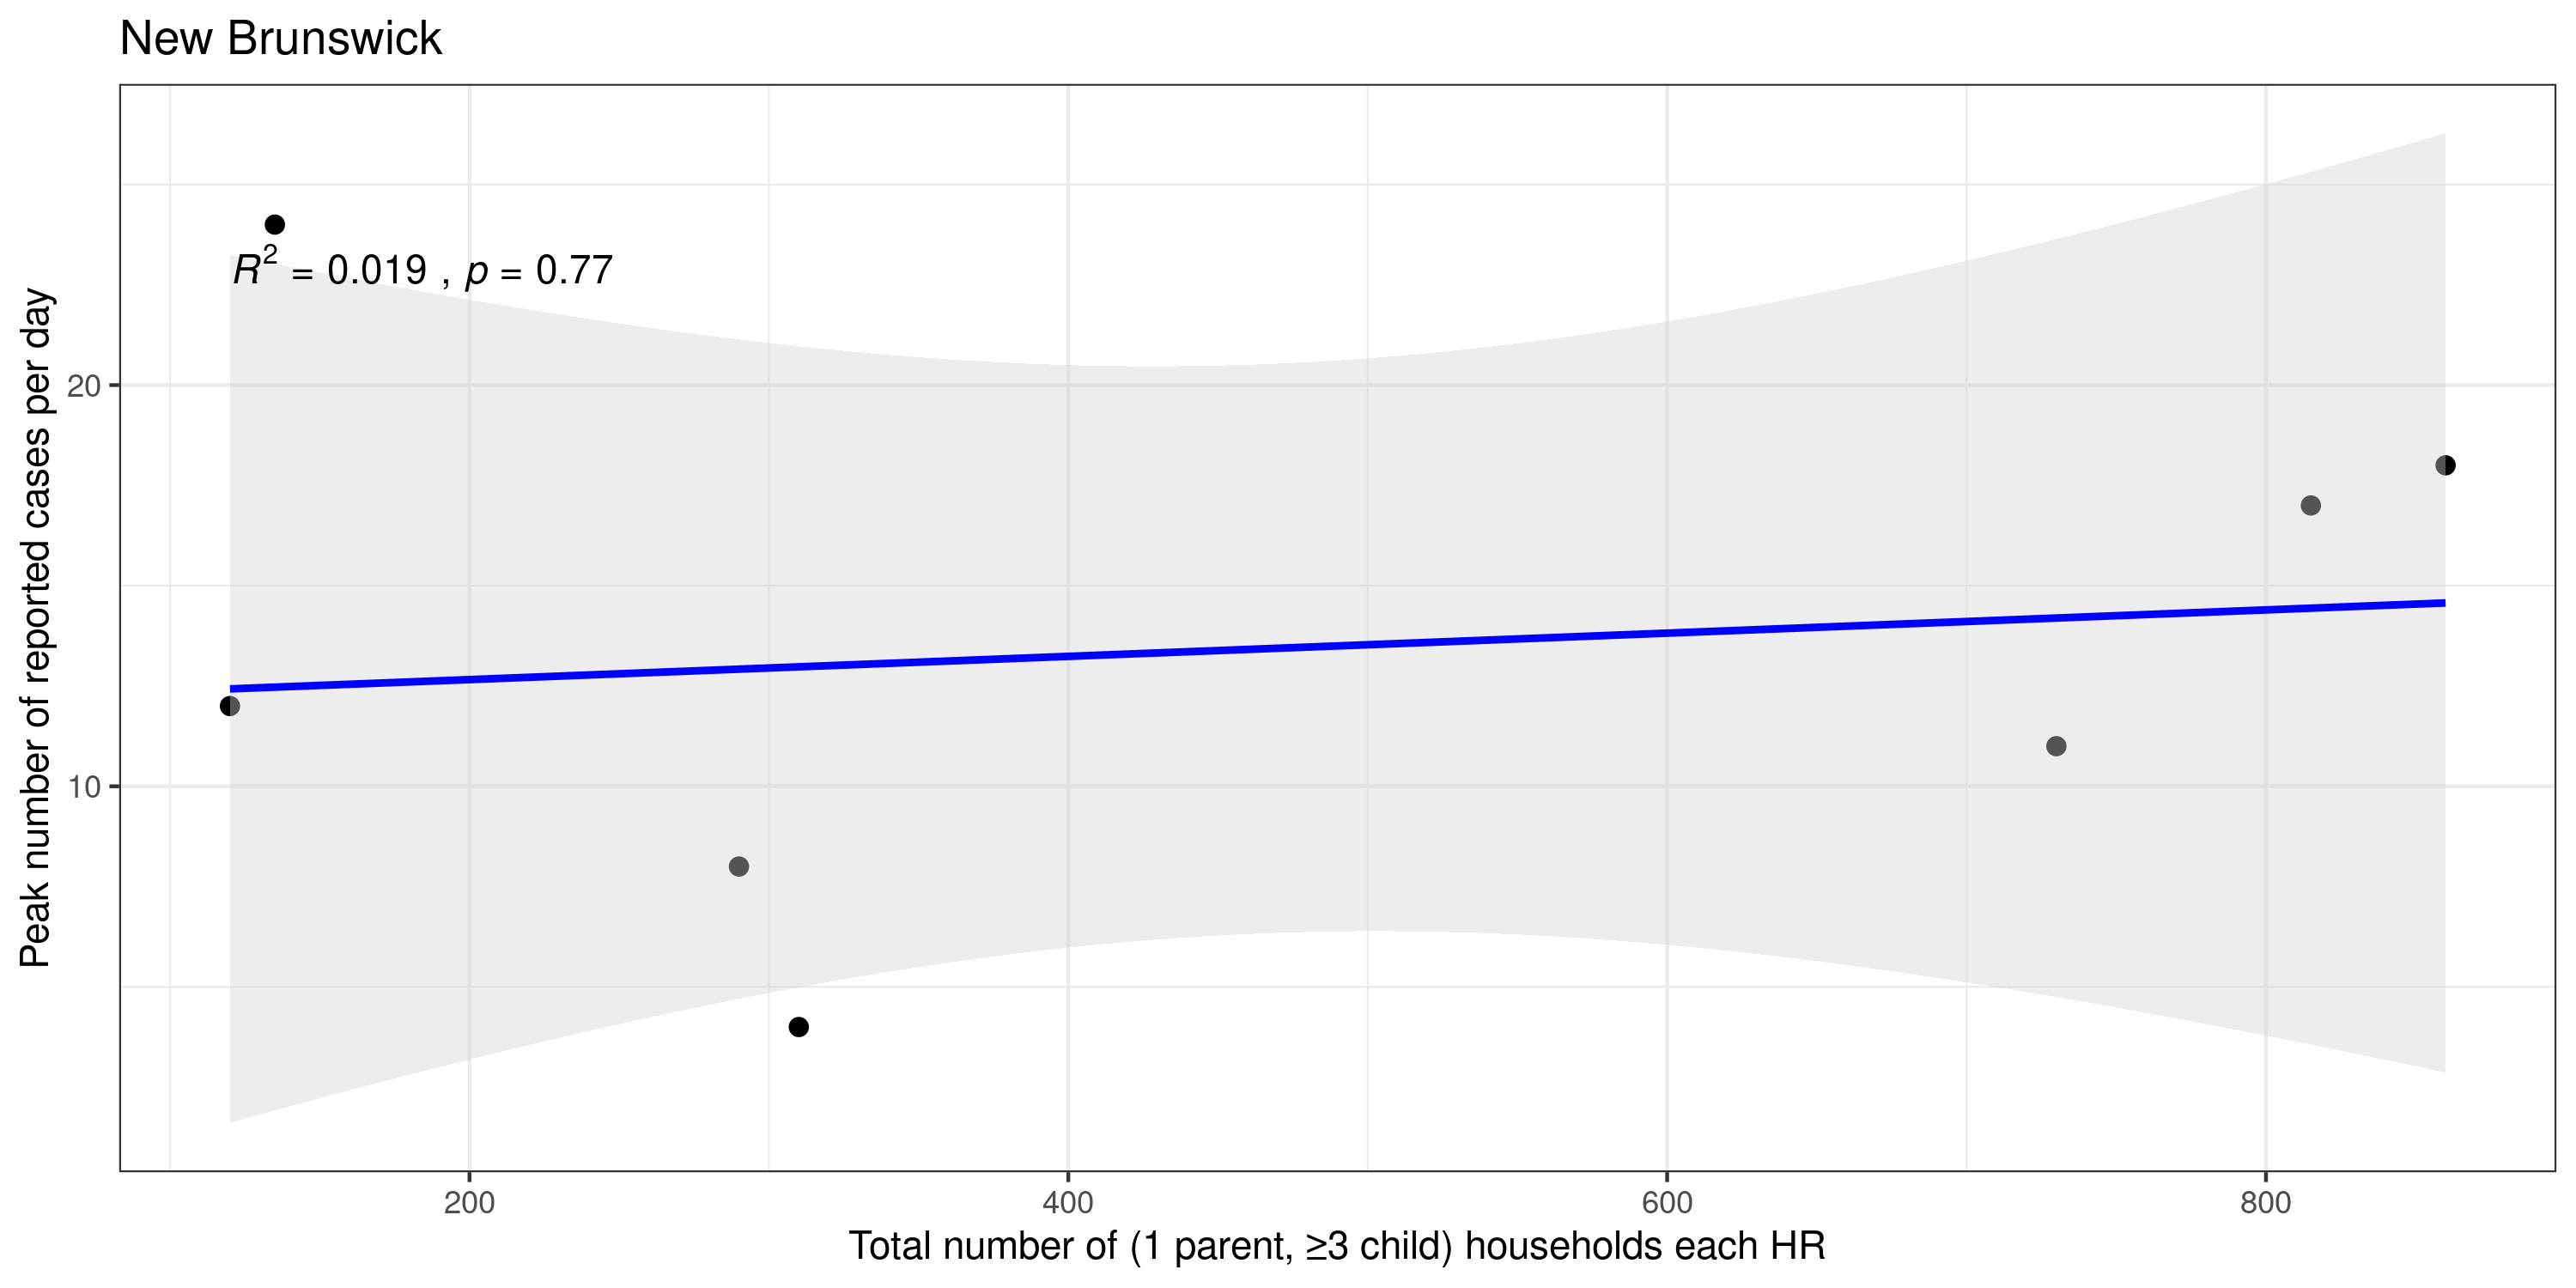 New Brunswick
R² = 0.019 , p = 0.77
Peak number of reported cases per day
20
10
200 400 600 800
Total number of (1 parent, ≥3 child) households each HR